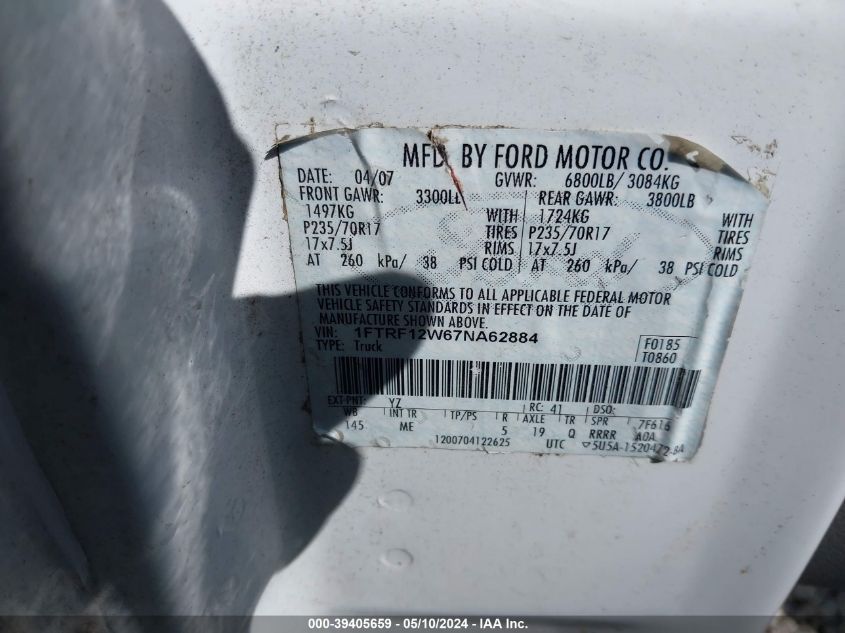 MFD. BY FORD MOTOR CO.
DATE: 04/07 GVWR: 6800LB/ 3084KG
FRONT GAWR: 3300LB REAR GAWR: 3800LB
1497KG WITH 1724KG WITH
P235/70R17 TIRES P235/70R17 TIRES
17x7.5J RIMS 17x7.5J RIMS
AT 260 kPa/ 38 PSI COLD AT 260 kPa/ 38 PSI COLD
THIS VEHICLE CONFORMS TO ALL APPLICABLE FEDERAL MOTOR
VEHICLE SAFETY STANDARDS IN EFFECT ON THE DATE OF
MANUFACTURE SHOWN ABOVE.
VIN: 1FTRF12W67NA62884
TYPE: Truck
F0185
T0860
EXT PNT: YZ RC: 41 DSO:
WB INT TR TP/PS R AXLE TR SPR 7F616
145 ME 5 19 Q RRRR A0A
1200704122625 UTC ▽5U5A-1520472-BA
000-39405659 - 05/10/2024 - IAA Inc.